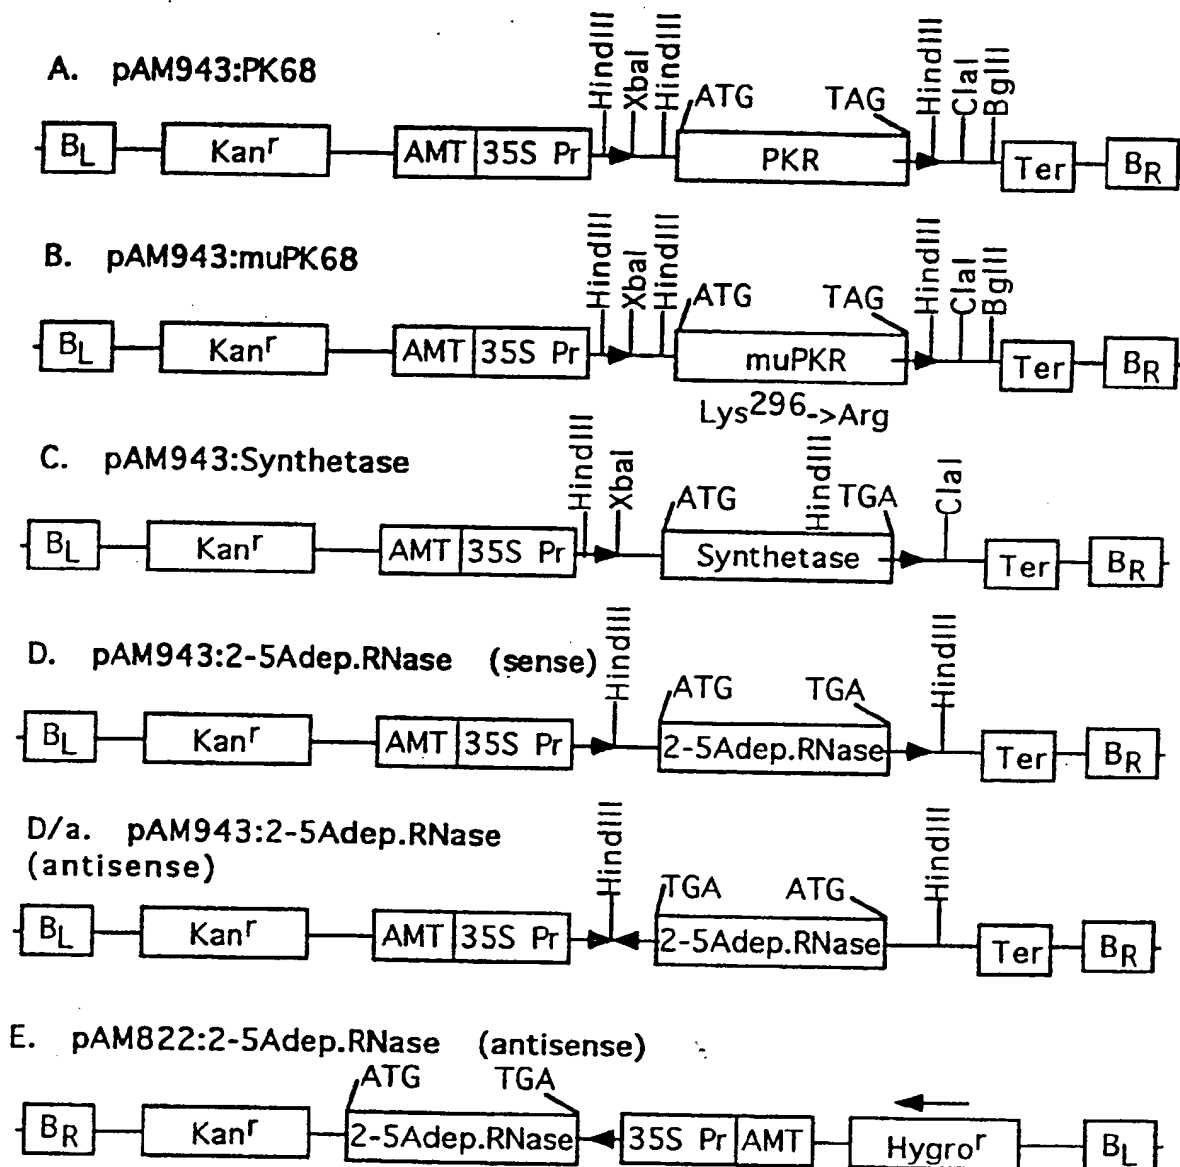 A. pAM943:PK68
HindIII XbaI HindIII ATG TAG HindIII ClaI BglII
BL Kanr AMT 35S Pr PKR Ter BR
B. pAM943:muPK68
HindIII XbaI HindIII ATG TAG HindIII ClaI BglII
BL Kanr AMT 35S Pr muPKR Ter BR
Lys296->Arg
C. pAM943:Synthetase
HindIII XbaI ATG HindIII TGA ClaI
BL Kanr AMT 35S Pr Synthetase Ter BR
D. pAM943:2-5Adep.RNase (sense)
HindIII ATG TGA HindIII
BL Kanr AMT 35S Pr 2-5Adep.RNase Ter BR
D/a. pAM943:2-5Adep.RNase
(antisense)
HindIII TGA ATG HindIII
BL Kanr AMT 35S Pr 2-5Adep.RNase Ter BR
E. pAM822:2-5Adep.RNase (antisense)
ATG TGA
BR Kanr 2-5Adep.RNase 35S Pr AMT Hygror BL